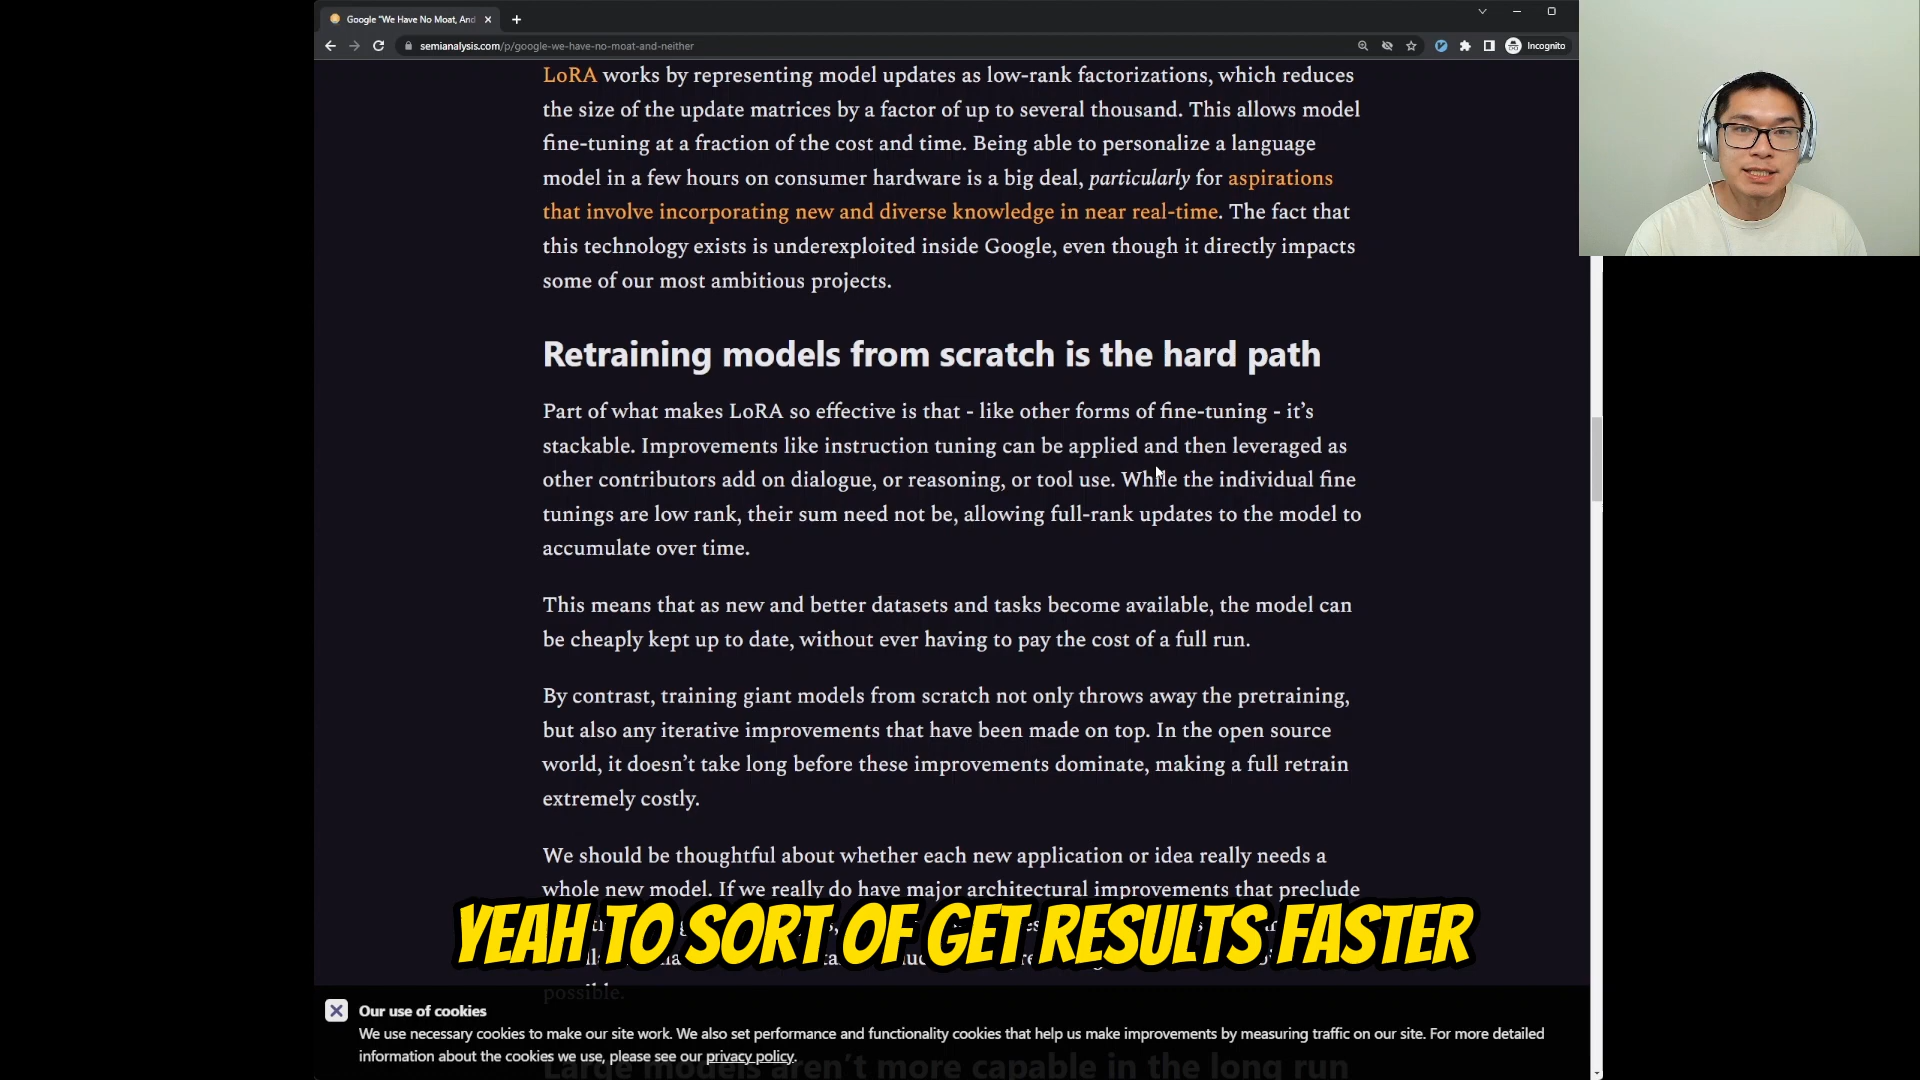 Google "We Have No Moat, And
semianalysis.com/p/google-we-have-no-moat-and-neither
Incognito
LoRA works by representing model updates as low-rank factorizations, which reduces
the size of the update matrices by a factor of up to several thousand. This allows model
fine-tuning at a fraction of the cost and time. Being able to personalize a language
model in a few hours on consumer hardware is a big deal, particularly for aspirations
that involve incorporating new and diverse knowledge in near real-time. The fact that
this technology exists is underexploited inside Google, even though it directly impacts
some of our most ambitious projects.
Retraining models from scratch is the hard path
Part of what makes LoRA so effective is that - like other forms of fine-tuning - it's
stackable. Improvements like instruction tuning can be applied and then leveraged as
other contributors add on dialogue, or reasoning, or tool use. While the individual fine
tunings are low rank, their sum need not be, allowing full-rank updates to the model to
accumulate over time.
This means that as new and better datasets and tasks become available, the model can
be cheaply kept up to date, without ever having to pay the cost of a full run.
By contrast, training giant models from scratch not only throws away the pretraining,
but also any iterative improvements that have been made on top. In the open source
world, it doesn't take long before these improvements dominate, making a full retrain
extremely costly.
We should be thoughtful about whether each new application or idea really needs a
whole new model. If we really do have major architectural improvements that preclude
YEAH TO SORT OF GET RESULTS FASTER
possible.
Our use of cookies
We use necessary cookies to make our site work. We also set performance and functionality cookies that help us make improvements by measuring traffic on our site. For more detailed
information about the cookies we use, please see our privacy policy.
Large models aren't more capable in the long run